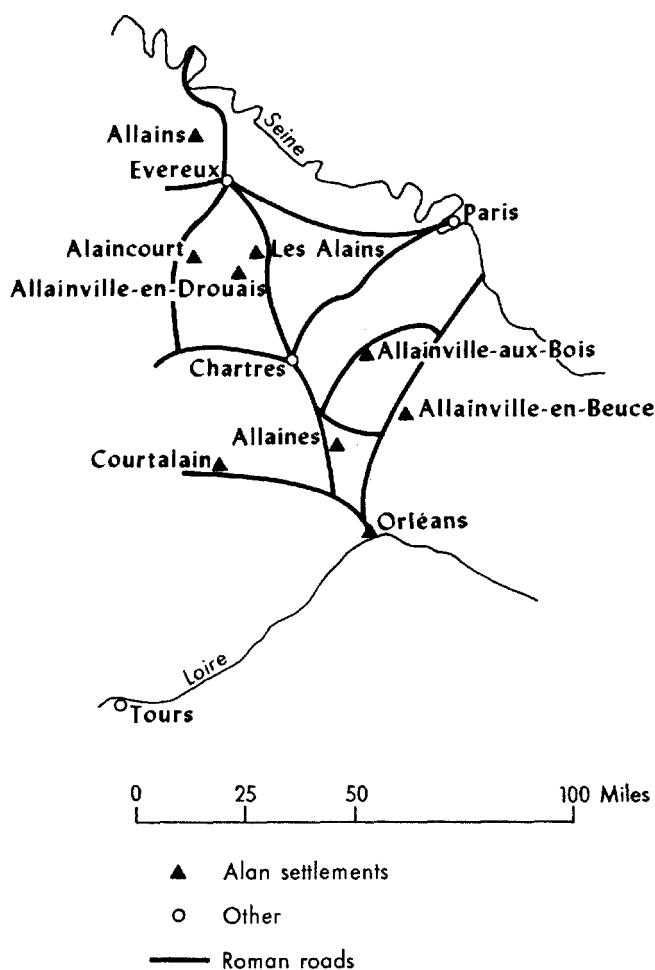 Seine
Allains
Evereux
Paris
Alaincourt
Les Alains
Allainville-en-Drouais
Allainville-aux-Bois
Chartres
Allainville-en-Beuce
Allaines
Courtalain
Orléans
Loire
Tours
0 25 50 100 Miles
Alan settlements
Other
Roman roads